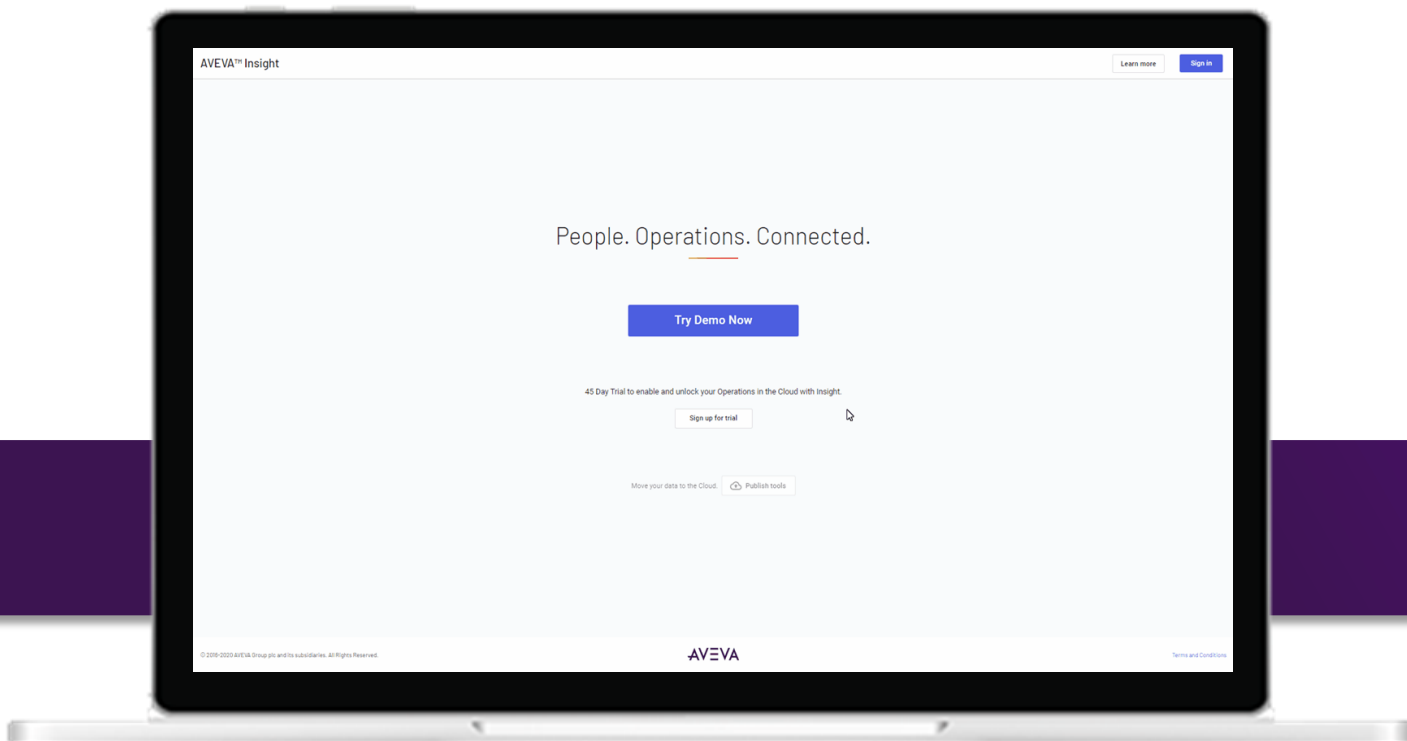 AVEVA™ Insight
Learn more
Sign in
People. Operations. Connected.
Try Demo Now
45 Day Trial to enable and unlock your Operations in the Cloud with Insight.
Sign up for trial
Move your data to the Cloud.
Publish tools
© 2018-2020 AVEVA Group plc and its subsidiaries. All Rights Reserved.
AVEVA
Terms and Conditions